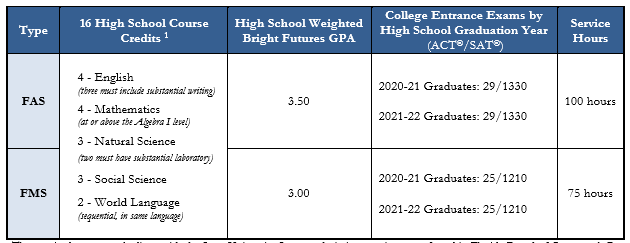 Type
16 High School Course
Credits 1
High School Weighted
Bright Futures GPA
College Entrance Exams by
High School Graduation Year
(ACT®/SAT®)
Service
Hours
FAS
4 - English
(three must include substantial writing)
4 - Mathematics
(at or above the Algebra I level)
3 - Natural Science
(two must have substantial laboratory)
3 - Social Science
2 - World Language
(sequential, in same language)
3.50
2020-21 Graduates: 29/1330
2021-22 Graduates: 29/1330
100 hours
FMS
3.00
2020-21 Graduates: 25/1210
2021-22 Graduates: 25/1210
75 hours